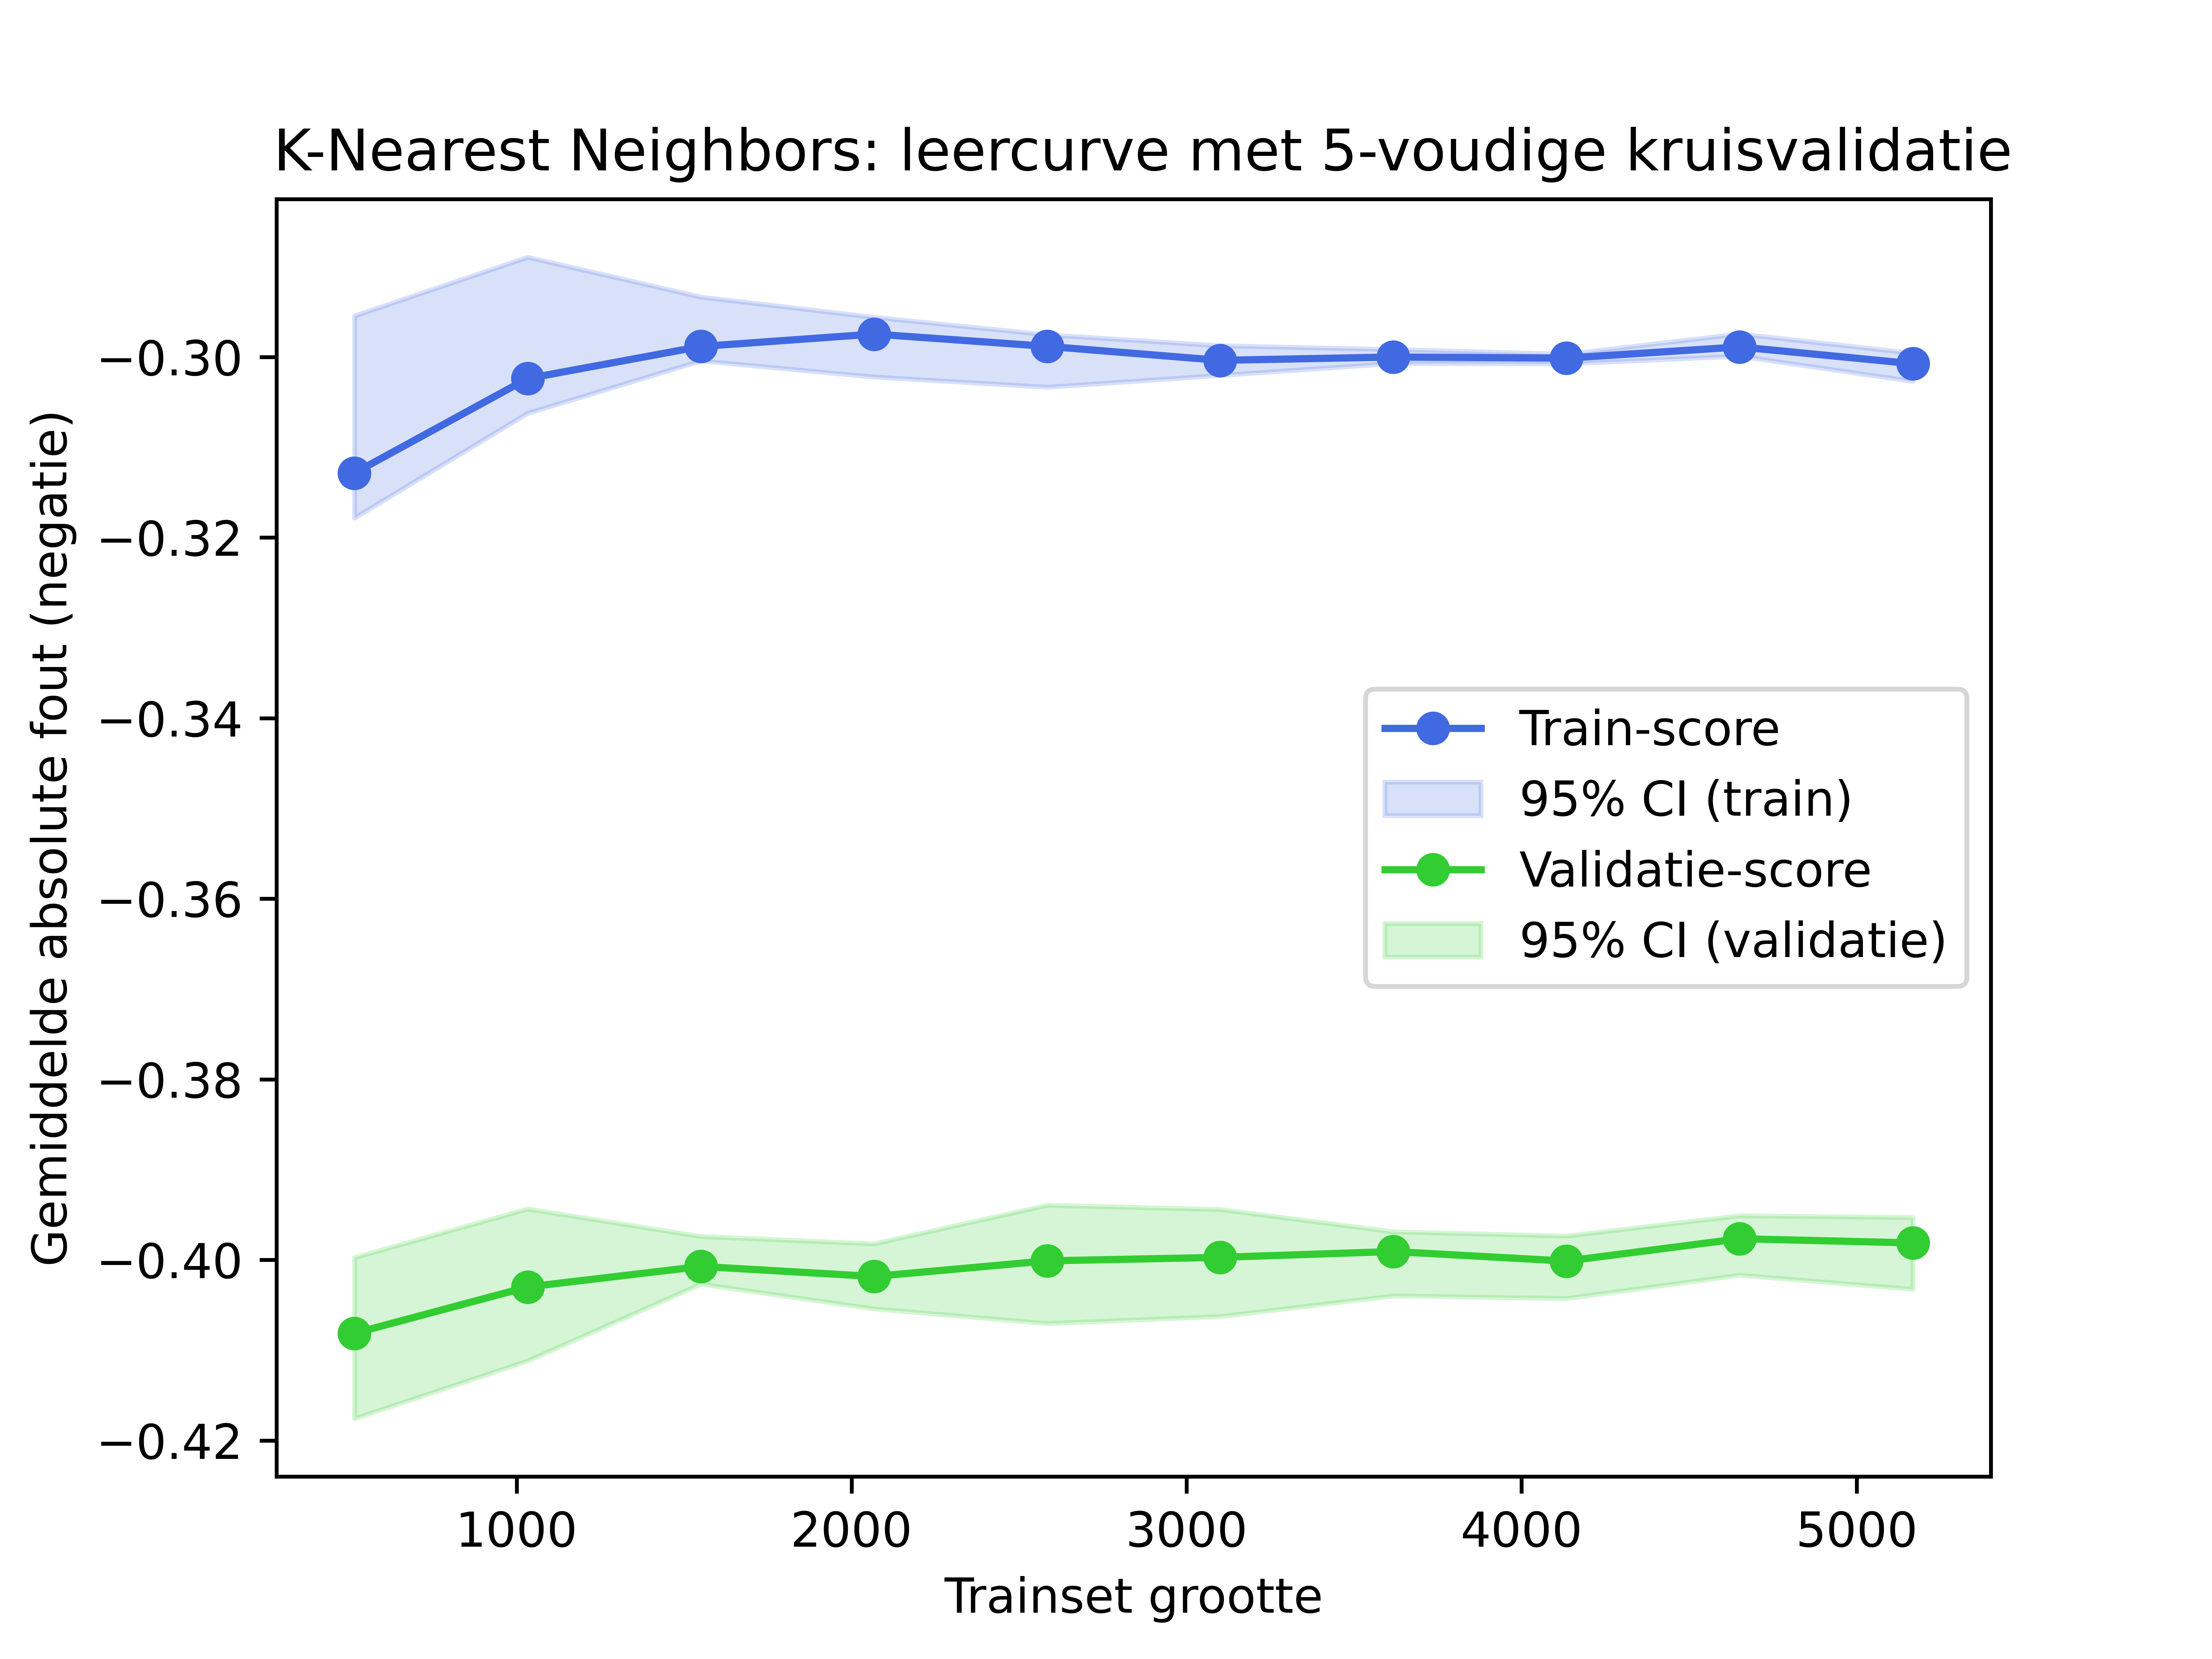 K-Nearest Neighbors: leercurve met 5-voudige kruisvalidatie
Gemiddelde absolute fout (negatie)
−0.30
−0.32
−0.34
−0.36
−0.38
−0.40
−0.42
Train-score
95% CI (train)
Validatie-score
95% CI (validatie)
1000 2000 3000 4000 5000
Trainset grootte